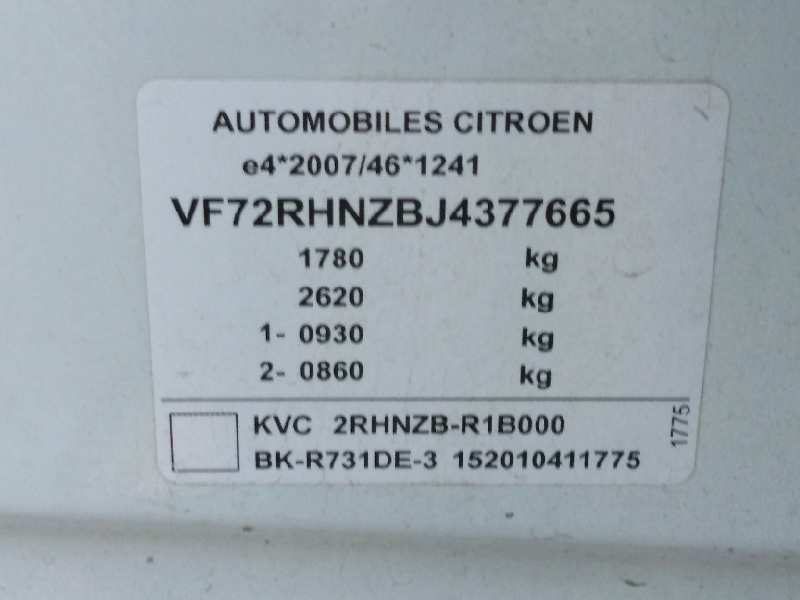 AUTOMOBILES CITROEN
e4*2007/46*1241
VF72RHNZBJ4377665
1780 kg
2620 kg
1- 0930 kg
2- 0860 kg
KVC 2RHNZB-R1B000
BK-R731DE-3 152010411775
1775